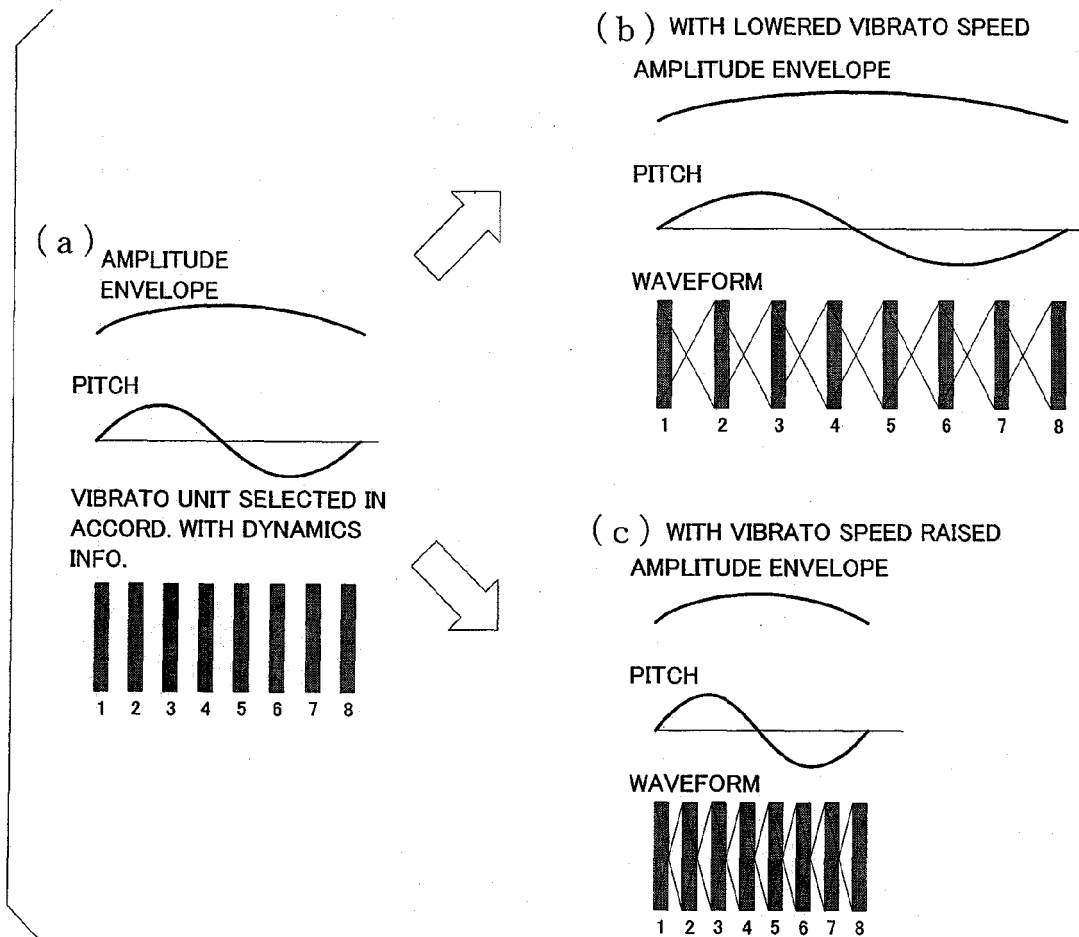 (a)
AMPLITUDE
ENVELOPE
PITCH
VIBRATO UNIT SELECTED IN
ACCORD. WITH DYNAMICS
INFO.
1 2 3 4 5 6 7 8
(b) WITH LOWERED VIBRATO SPEED
AMPLITUDE ENVELOPE
PITCH
WAVEFORM
1 2 3 4 5 6 7 8
(c) WITH VIBRATO SPEED RAISED
AMPLITUDE ENVELOPE
PITCH
WAVEFORM
1 2 3 4 5 6 7 8